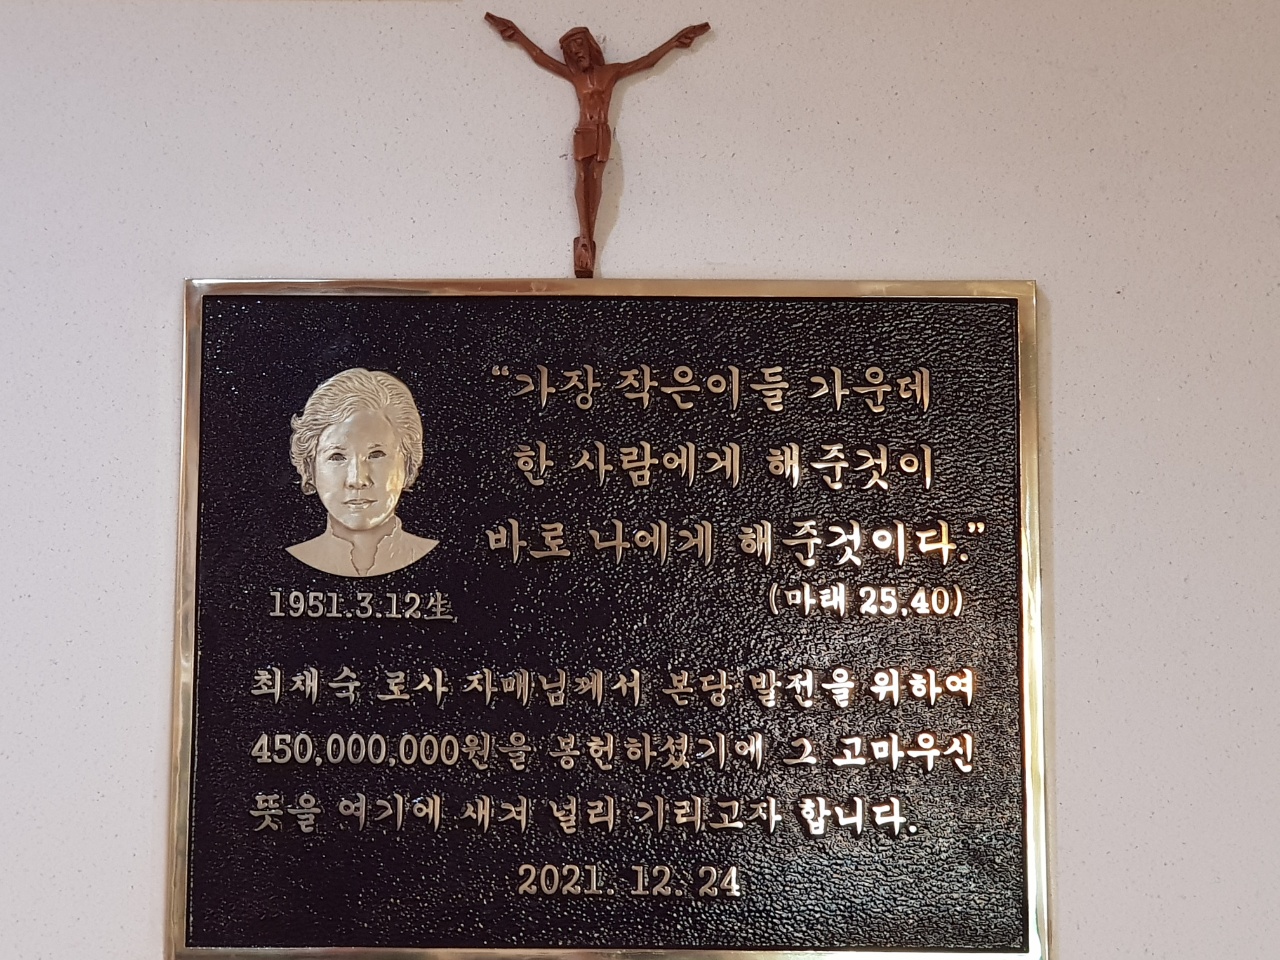 “가장 작은이들 가운데
한 사람에게 해준것이
바로 나에게 해준것이다.”
(마태 25,40)
1951.3.12生
최재숙 로사 자매님께서 본당 발전을 위하여
450,000,000원을 봉헌하셨기에 그 고마우신
뜻을 여기에 새겨 널리 기리고자 합니다.
2021. 12. 24